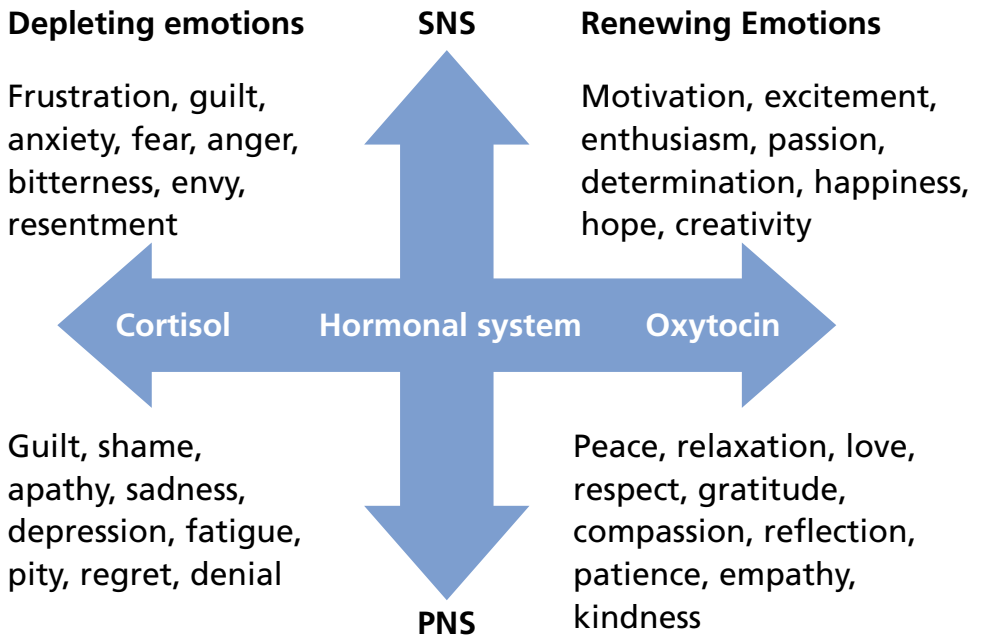 Depleting emotions
SNS
Renewing Emotions
Frustration, guilt,
anxiety, fear, anger,
bitterness, envy,
resentment
Motivation, excitement,
enthusiasm, passion,
determination, happiness,
hope, creativity
Cortisol
Hormonal system
Oxytocin
Guilt, shame,
apathy, sadness,
depression, fatigue,
pity, regret, denial
Peace, relaxation, love,
respect, gratitude,
compassion, reflection,
patience, empathy,
kindness
PNS